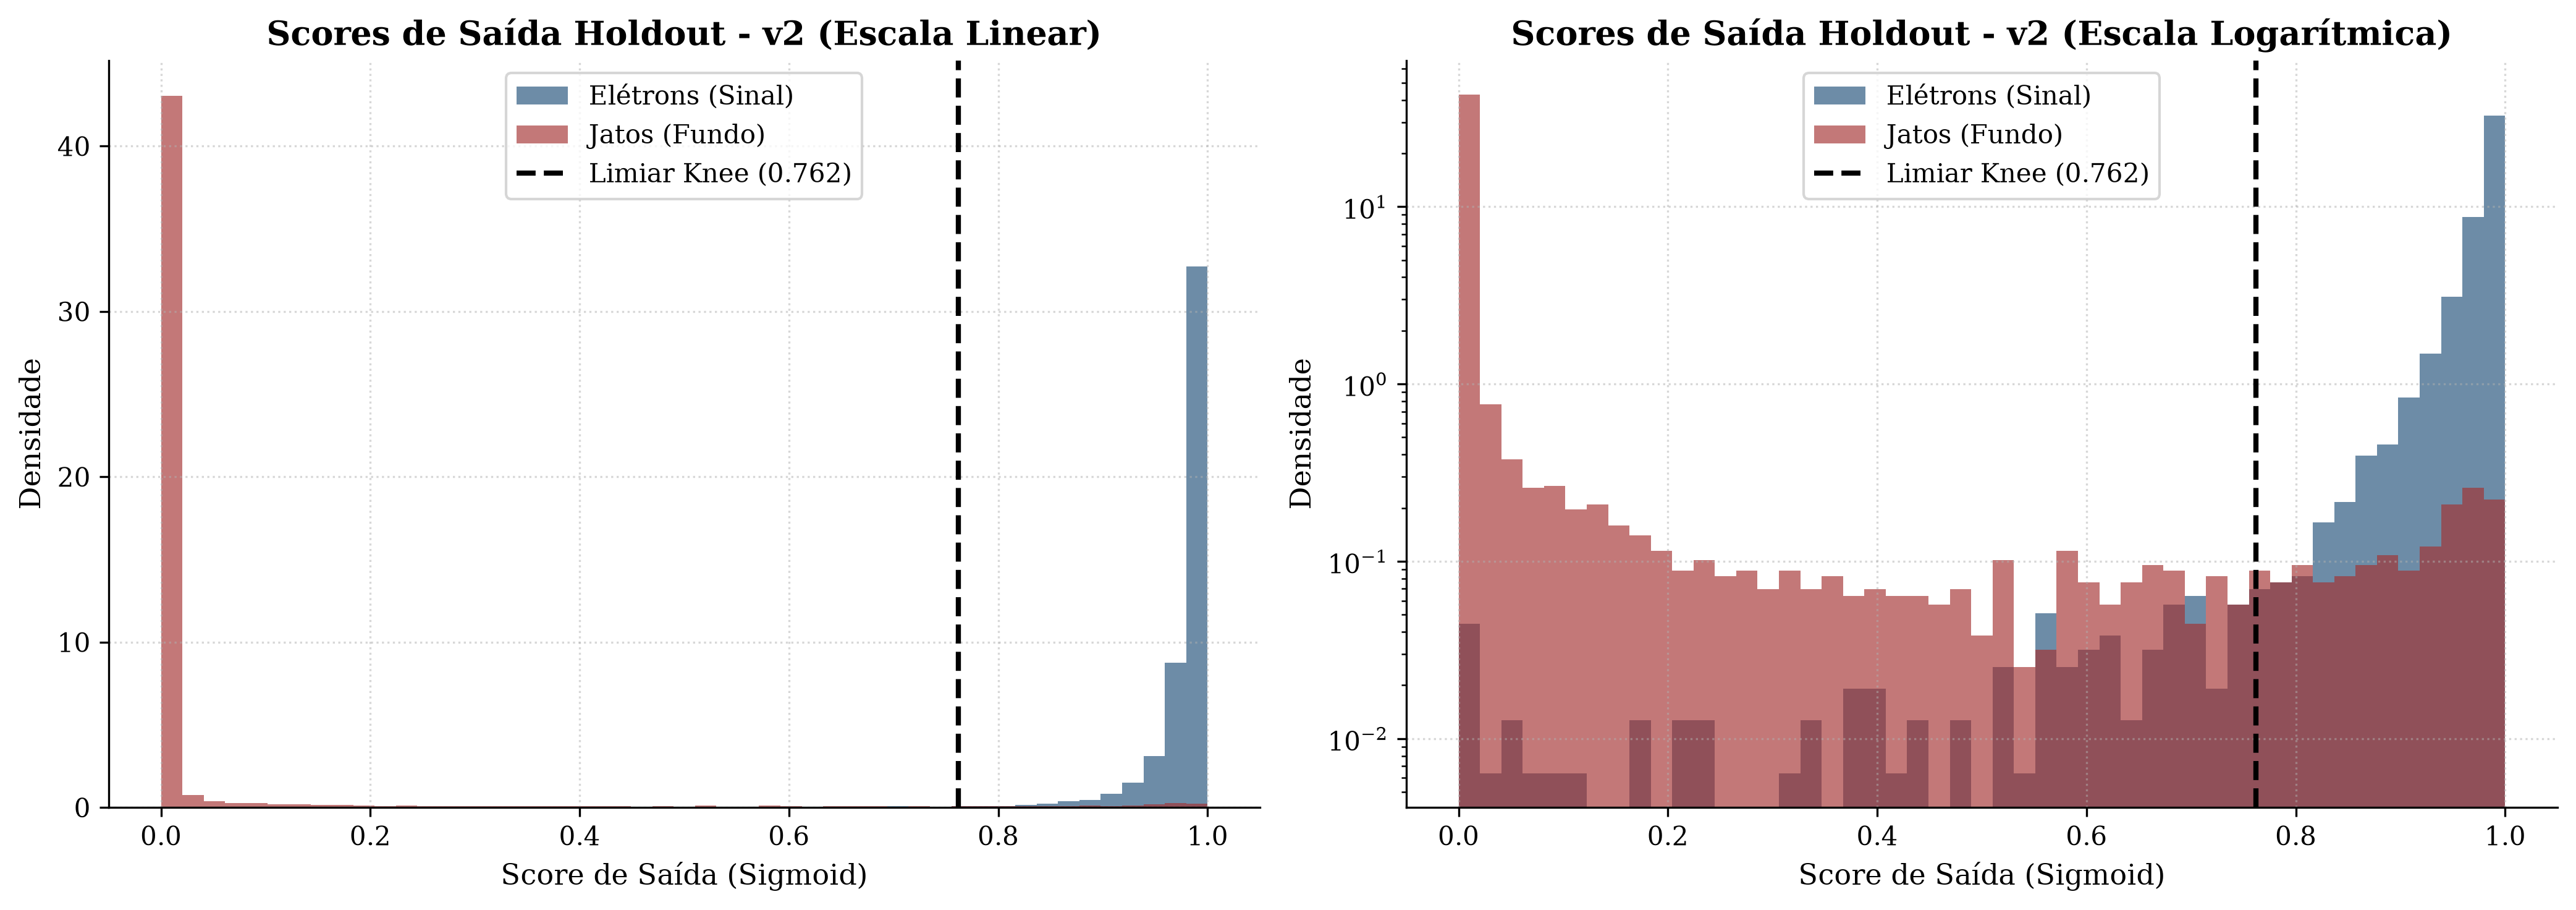 Scores de Saída Holdout - v2 (Escala Linear)
Elétrons (Sinal)
Jatos (Fundo)
Limiar Knee (0.762)
Densidade
40
30
20
10
0
0.0 0.2 0.4 0.6 0.8 1.0
Score de Saída (Sigmoid)
Scores de Saída Holdout - v2 (Escala Logarítmica)
Elétrons (Sinal)
Jatos (Fundo)
Limiar Knee (0.762)
Densidade
10¹
10⁰
10⁻¹
10⁻²
0.0 0.2 0.4 0.6 0.8 1.0
Score de Saída (Sigmoid)